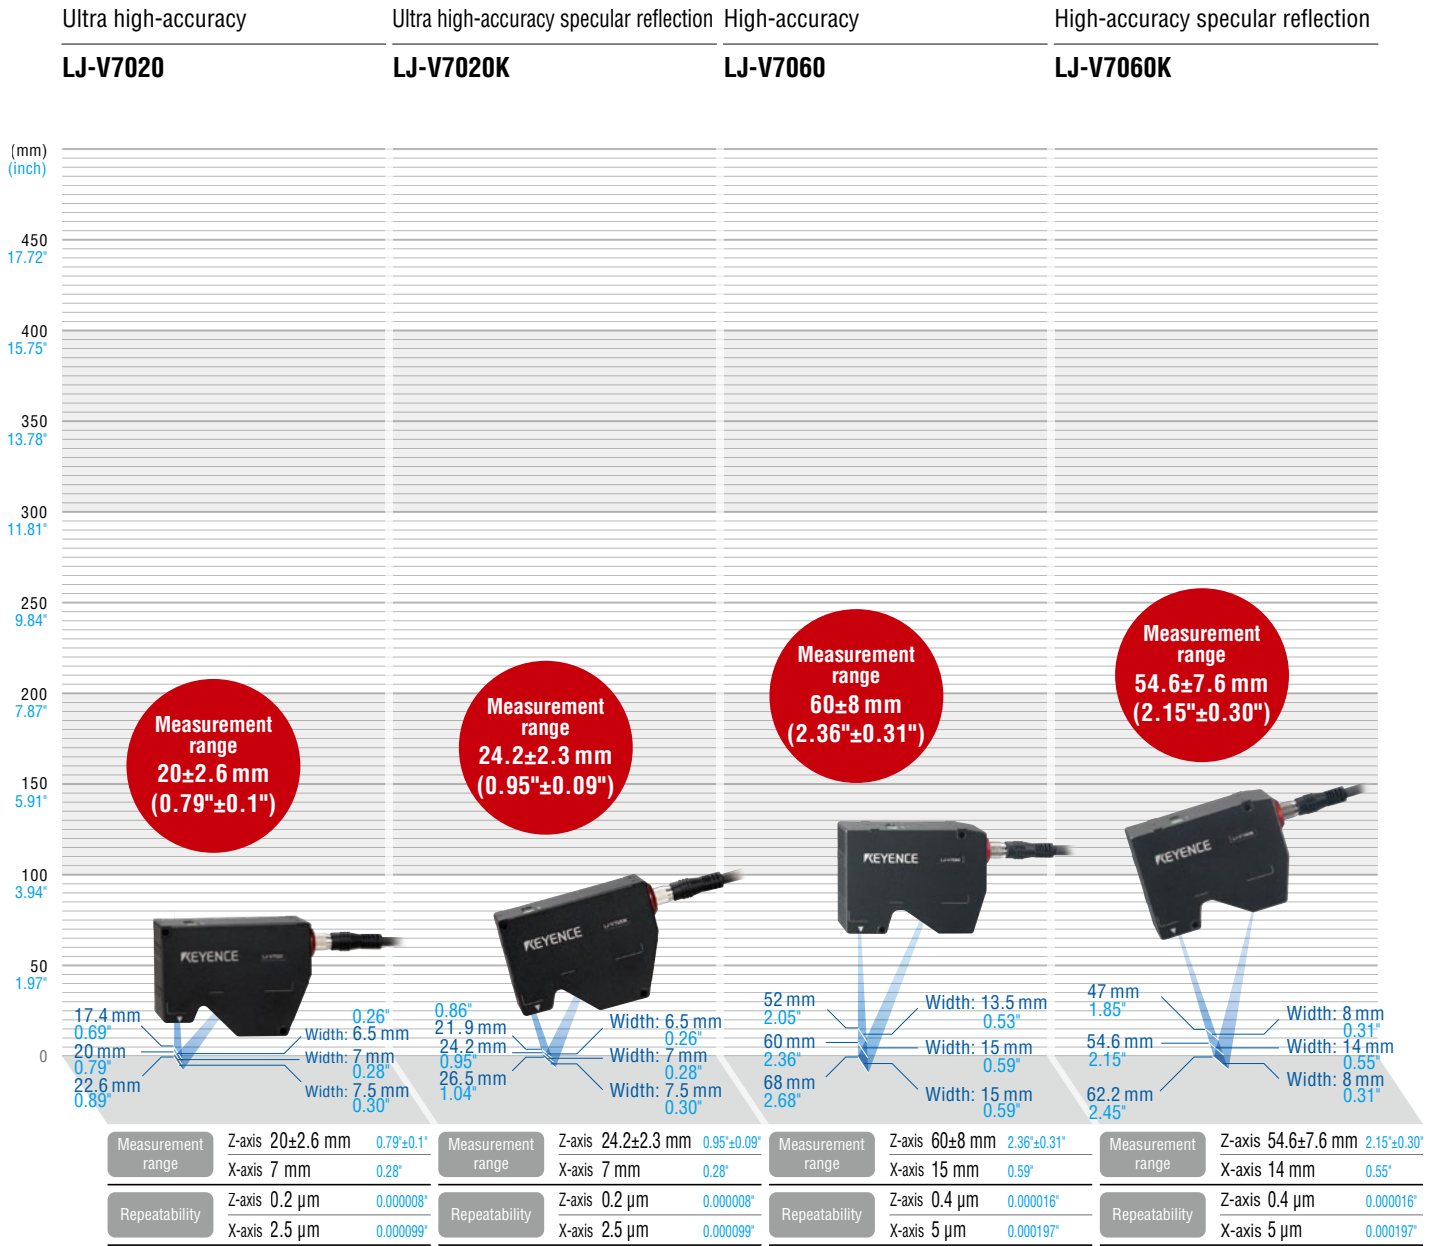 Ultra high-accuracy
LJ-V7020
Ultra high-accuracy specular reflection
LJ-V7020K
High-accuracy
LJ-V7060
High-accuracy specular reflection
LJ-V7060K
(mm)
(inch)
450
17.72"
400
15.75"
350
13.78"
300
11.81"
250
9.84"
200
7.87"
150
5.91"
100
3.94"
50
1.97"
0
Measurement
range
20±2.6 mm
(0.79"±0.1")
KEYENCE
17.4 mm
0.69"
20 mm
0.79"
22.6 mm
0.89"
0.26"
Width: 6.5 mm
Width: 7 mm
0.28"
Width: 7.5 mm
0.30"
Measurement
range
24.2±2.3 mm
(0.95"±0.09")
KEYENCE
0.86"
21.9 mm
24.2 mm
0.95"
26.5 mm
1.04"
Width: 6.5 mm
0.26"
Width: 7 mm
0.28"
Width: 7.5 mm
0.30"
Measurement
range
60±8 mm
(2.36"±0.31")
KEYENCE
LJ-V7060
52 mm
2.05"
60 mm
2.36"
68 mm
2.68"
Width: 13.5 mm
0.53"
Width: 15 mm
0.59"
Width: 15 mm
0.59"
Measurement
range
54.6±7.6 mm
(2.15"±0.30")
KEYENCE
47 mm
1.85"
54.6 mm
2.15"
62.2 mm
2.45"
Width: 8 mm
0.31"
Width: 14 mm
0.55"
Width: 8 mm
0.31"
Measurement
range
Z-axis 20±2.6 mm 0.79"±0.1"
X-axis 7 mm 0.28"
Repeatability
Z-axis 0.2 µm 0.000008"
X-axis 2.5 µm 0.000099"
Measurement
range
Z-axis 24.2±2.3 mm 0.95"±0.09"
X-axis 7 mm 0.28"
Repeatability
Z-axis 0.2 µm 0.000008"
X-axis 2.5 µm 0.000099"
Measurement
range
Z-axis 60±8 mm 2.36"±0.31"
X-axis 15 mm 0.59"
Repeatability
Z-axis 0.4 µm 0.000016"
X-axis 5 µm 0.000197"
Measurement
range
Z-axis 54.6±7.6 mm 2.15"±0.30"
X-axis 14 mm 0.55"
Repeatability
Z-axis 0.4 µm 0.000016"
X-axis 5 µm 0.000197"